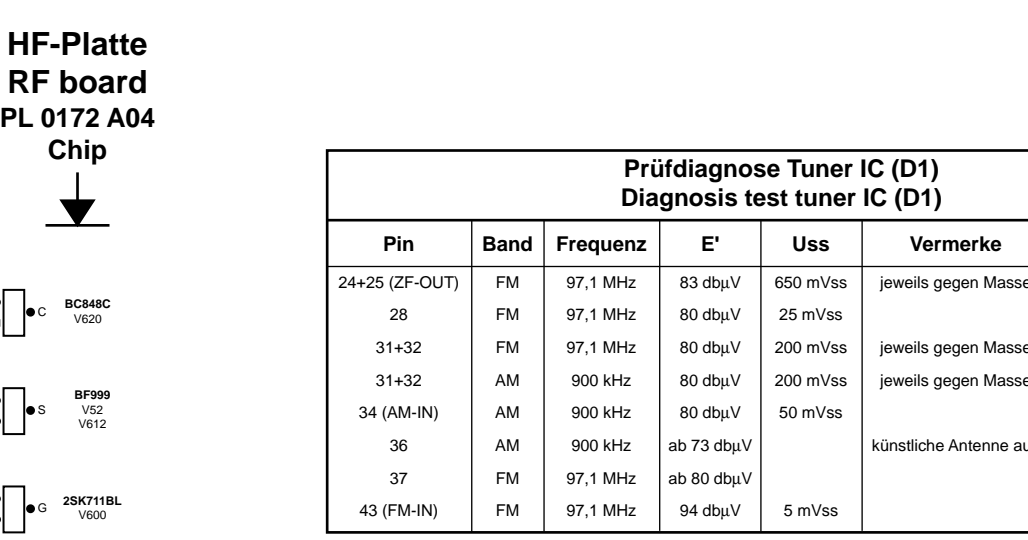 HF-Platte
RF board
PL 0172 A04
Chip
C BC848C
V620
S BF999
V52
V612
G 2SK711BL
V600
Prüfdiagnose Tuner IC (D1)
Diagnosis test tuner IC (D1)
Pin Band Frequenz E' Uss Vermerke
24+25 (ZF-OUT) FM 97,1 MHz 83 dbµV 650 mVss jeweils gegen Masse
28 FM 97,1 MHz 80 dbµV 25 mVss
31+32 FM 97,1 MHz 80 dbµV 200 mVss jeweils gegen Masse
31+32 AM 900 kHz 80 dbµV 200 mVss jeweils gegen Masse
34 (AM-IN) AM 900 kHz 80 dbµV 50 mVss
36 AM 900 kHz ab 73 dbµV künstliche Antenne
37 FM 97,1 MHz ab 80 dbµV
43 (FM-IN) FM 97,1 MHz 94 dbµV 5 mVss